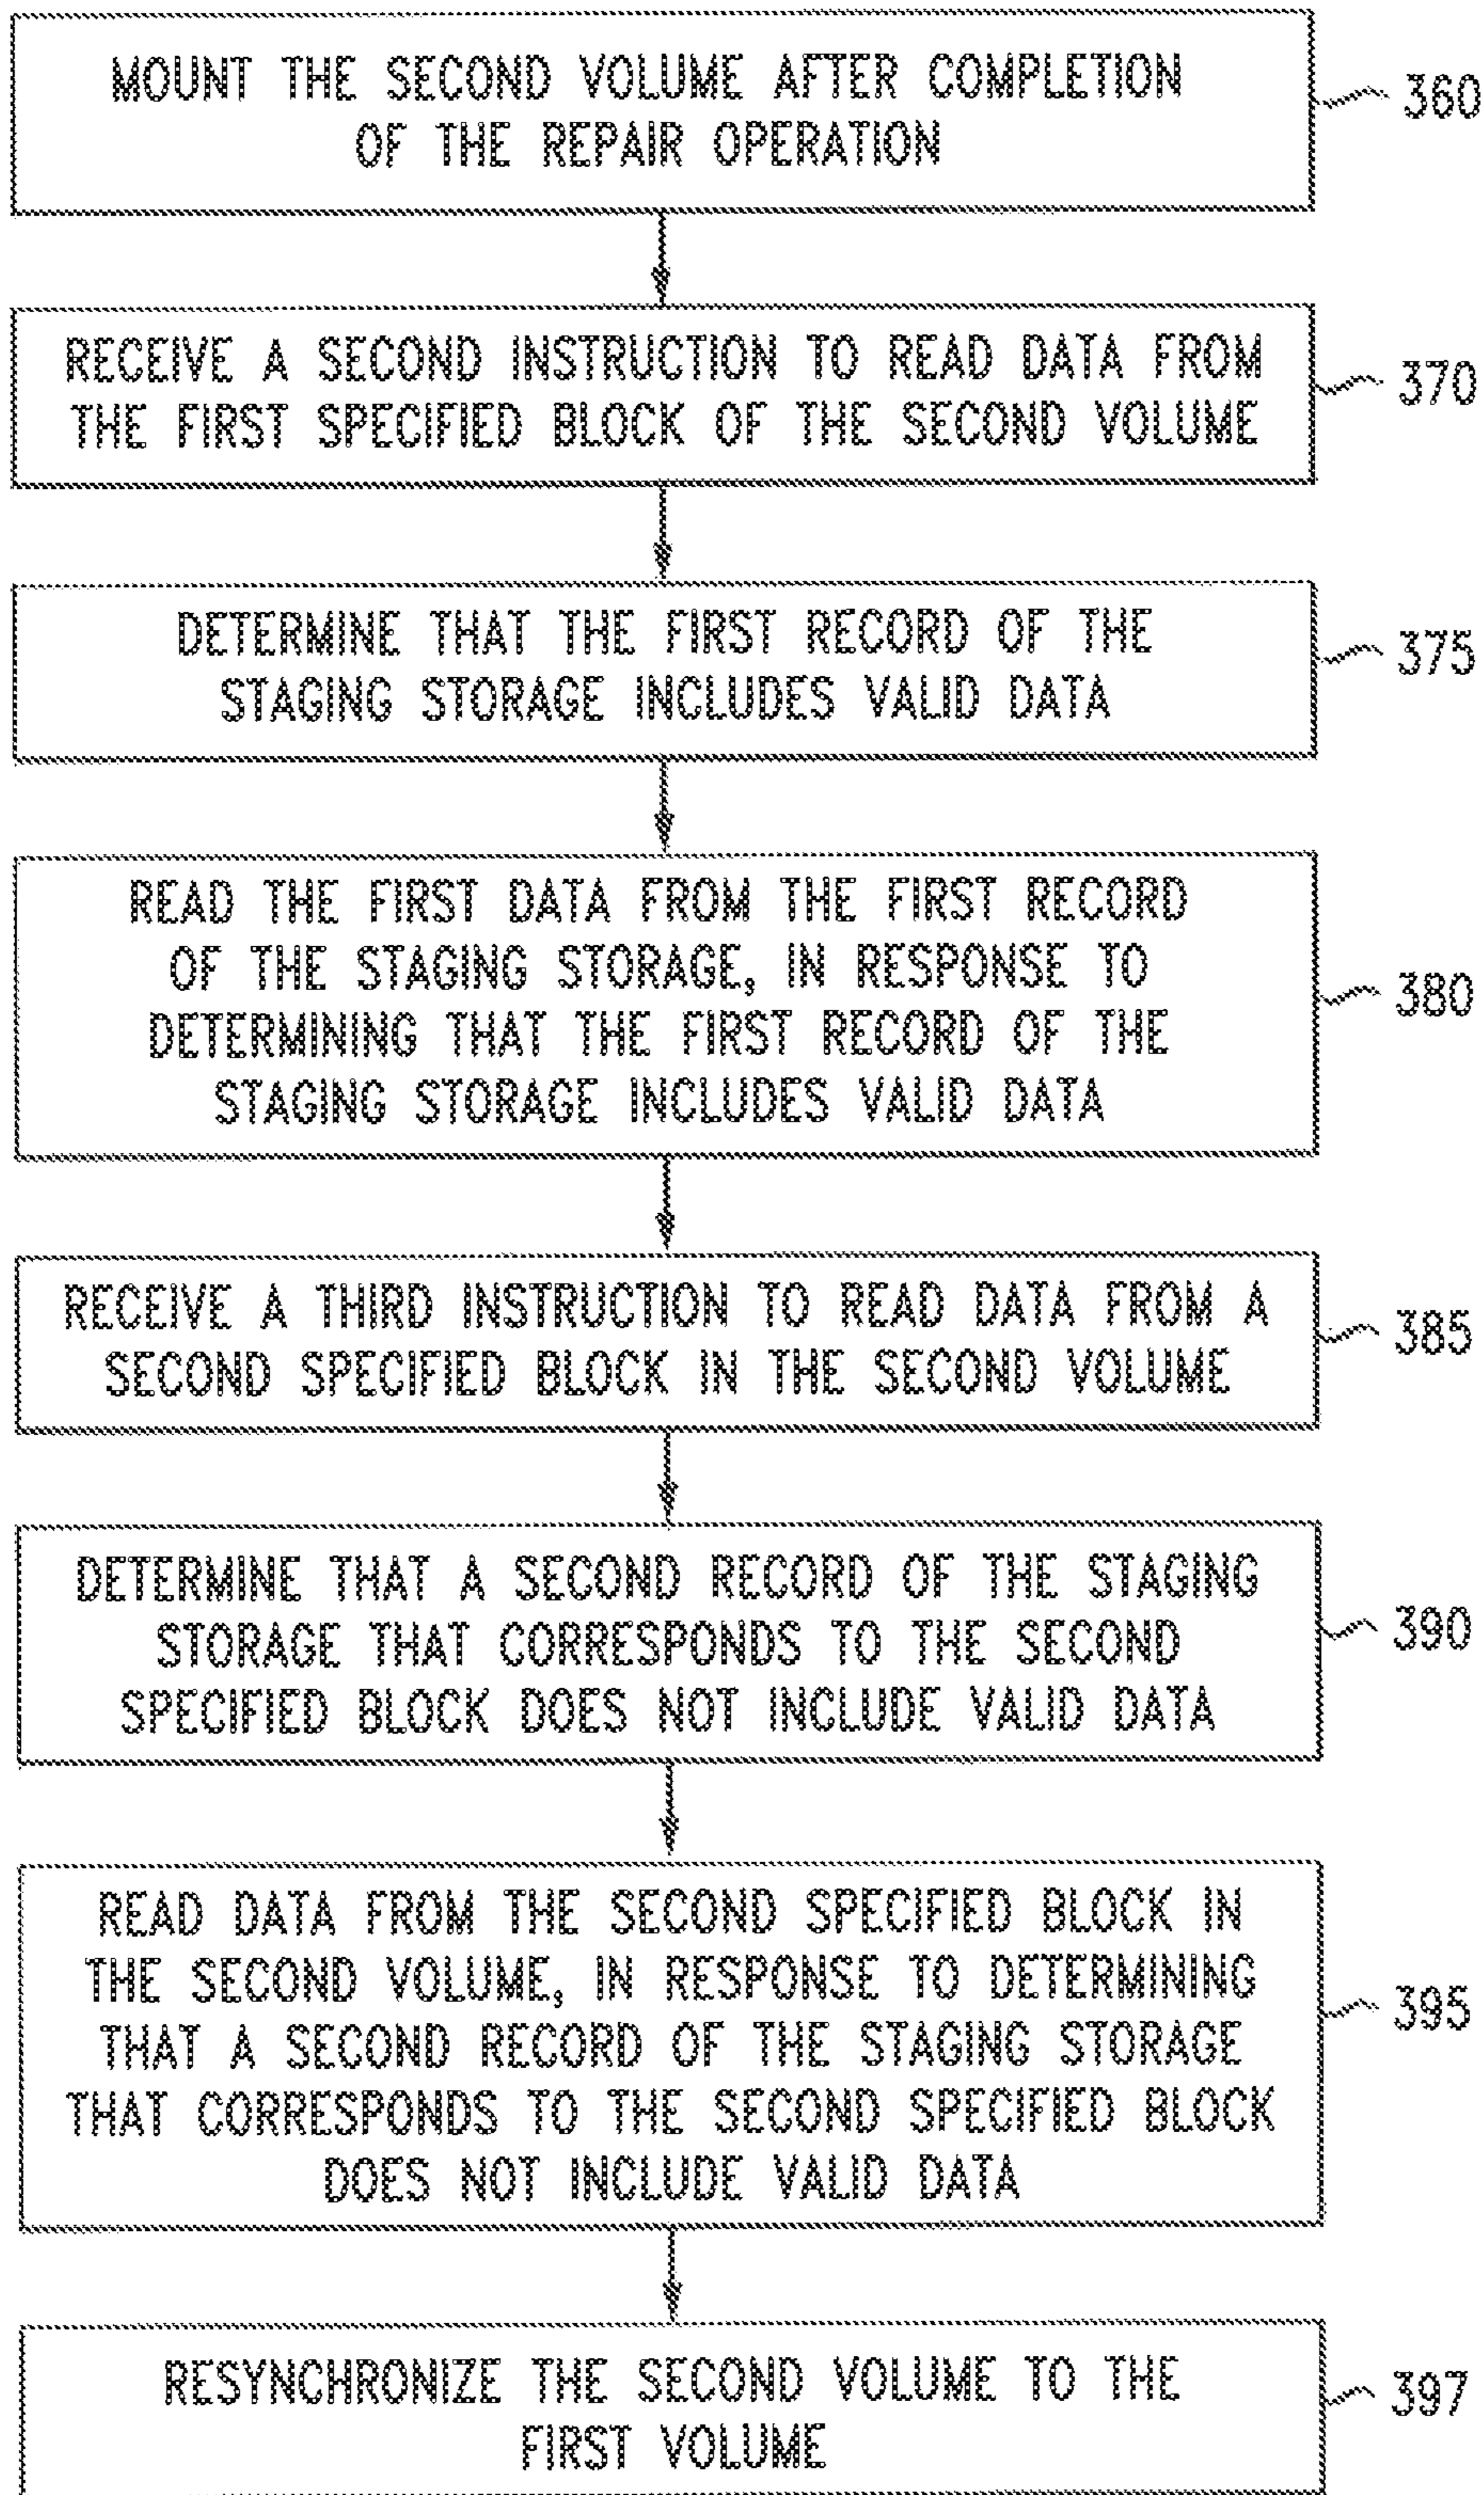 MOUNT THE SECOND VOLUME AFTER COMPLETION
OF THE REPAIR OPERATION
360
RECEIVE A SECOND INSTRUCTION TO READ DATA FROM
THE FIRST SPECIFIED BLOCK OF THE SECOND VOLUME
370
DETERMINE THAT THE FIRST RECORD OF THE
STAGING STORAGE INCLUDES VALID DATA
375
READ THE FIRST DATA FROM THE FIRST RECORD
OF THE STAGING STORAGE, IN RESPONSE TO
DETERMINING THAT THE FIRST RECORD OF THE
STAGING STORAGE INCLUDES VALID DATA
380
RECEIVE A THIRD INSTRUCTION TO READ DATA FROM A
SECOND SPECIFIED BLOCK IN THE SECOND VOLUME
385
DETERMINE THAT A SECOND RECORD OF THE STAGING
STORAGE THAT CORRESPONDS TO THE SECOND
SPECIFIED BLOCK DOES NOT INCLUDE VALID DATA
390
READ DATA FROM THE SECOND SPECIFIED BLOCK IN
THE SECOND VOLUME, IN RESPONSE TO DETERMINING
THAT A SECOND RECORD OF THE STAGING STORAGE
THAT CORRESPONDS TO THE SECOND SPECIFIED BLOCK
DOES NOT INCLUDE VALID DATA
395
RESYNCHRONIZE THE SECOND VOLUME TO THE
FIRST VOLUME
397